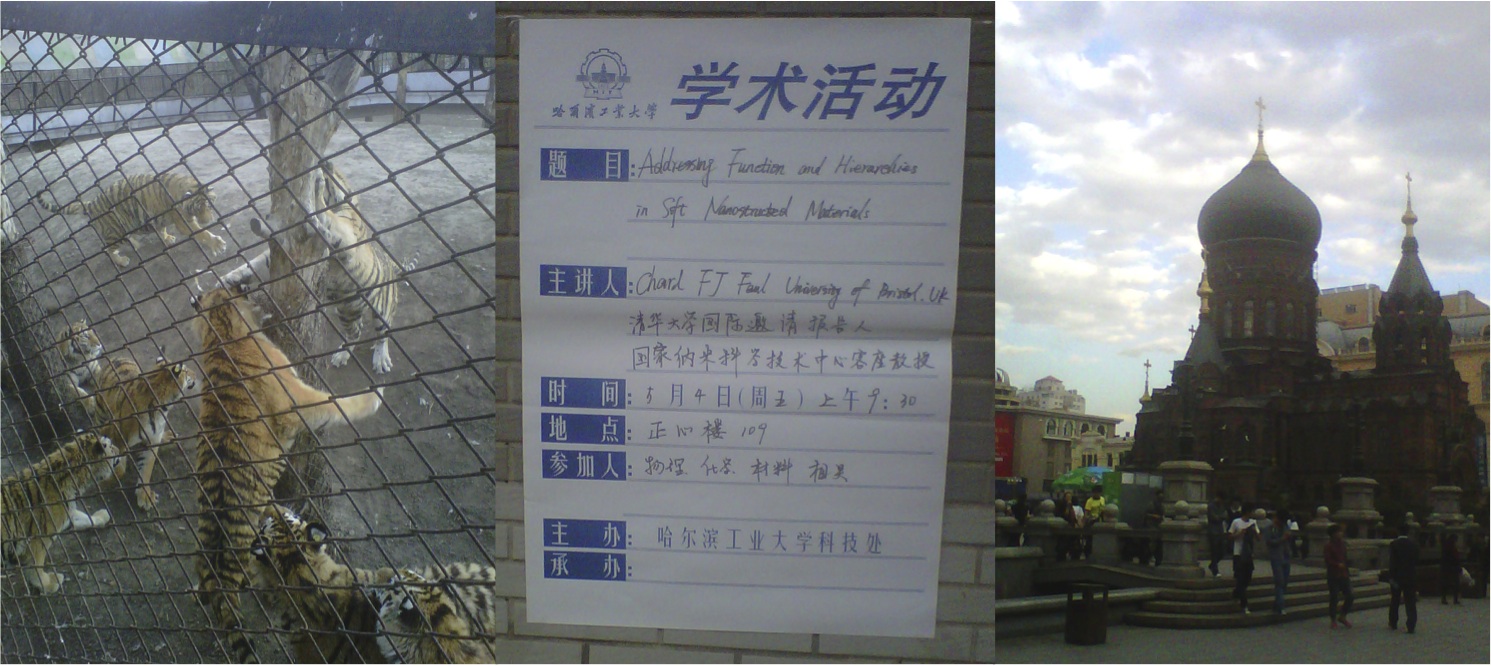 学术活动
HIT
哈尔滨工业大学
题 目：Addressing Function and Hierarchies
in Soft Nanostructed Materials
主讲人：Charl FJ Faul University of Bristol. UK
清华大学国际邀请报告人
国家纳米科学技术中心客座教授
时 间：5月4日(周五) 上午9:30
地 点：正心楼 109
参加人：物理 化学 材料 相关
主 办：哈尔滨工业大学科技处
承 办：